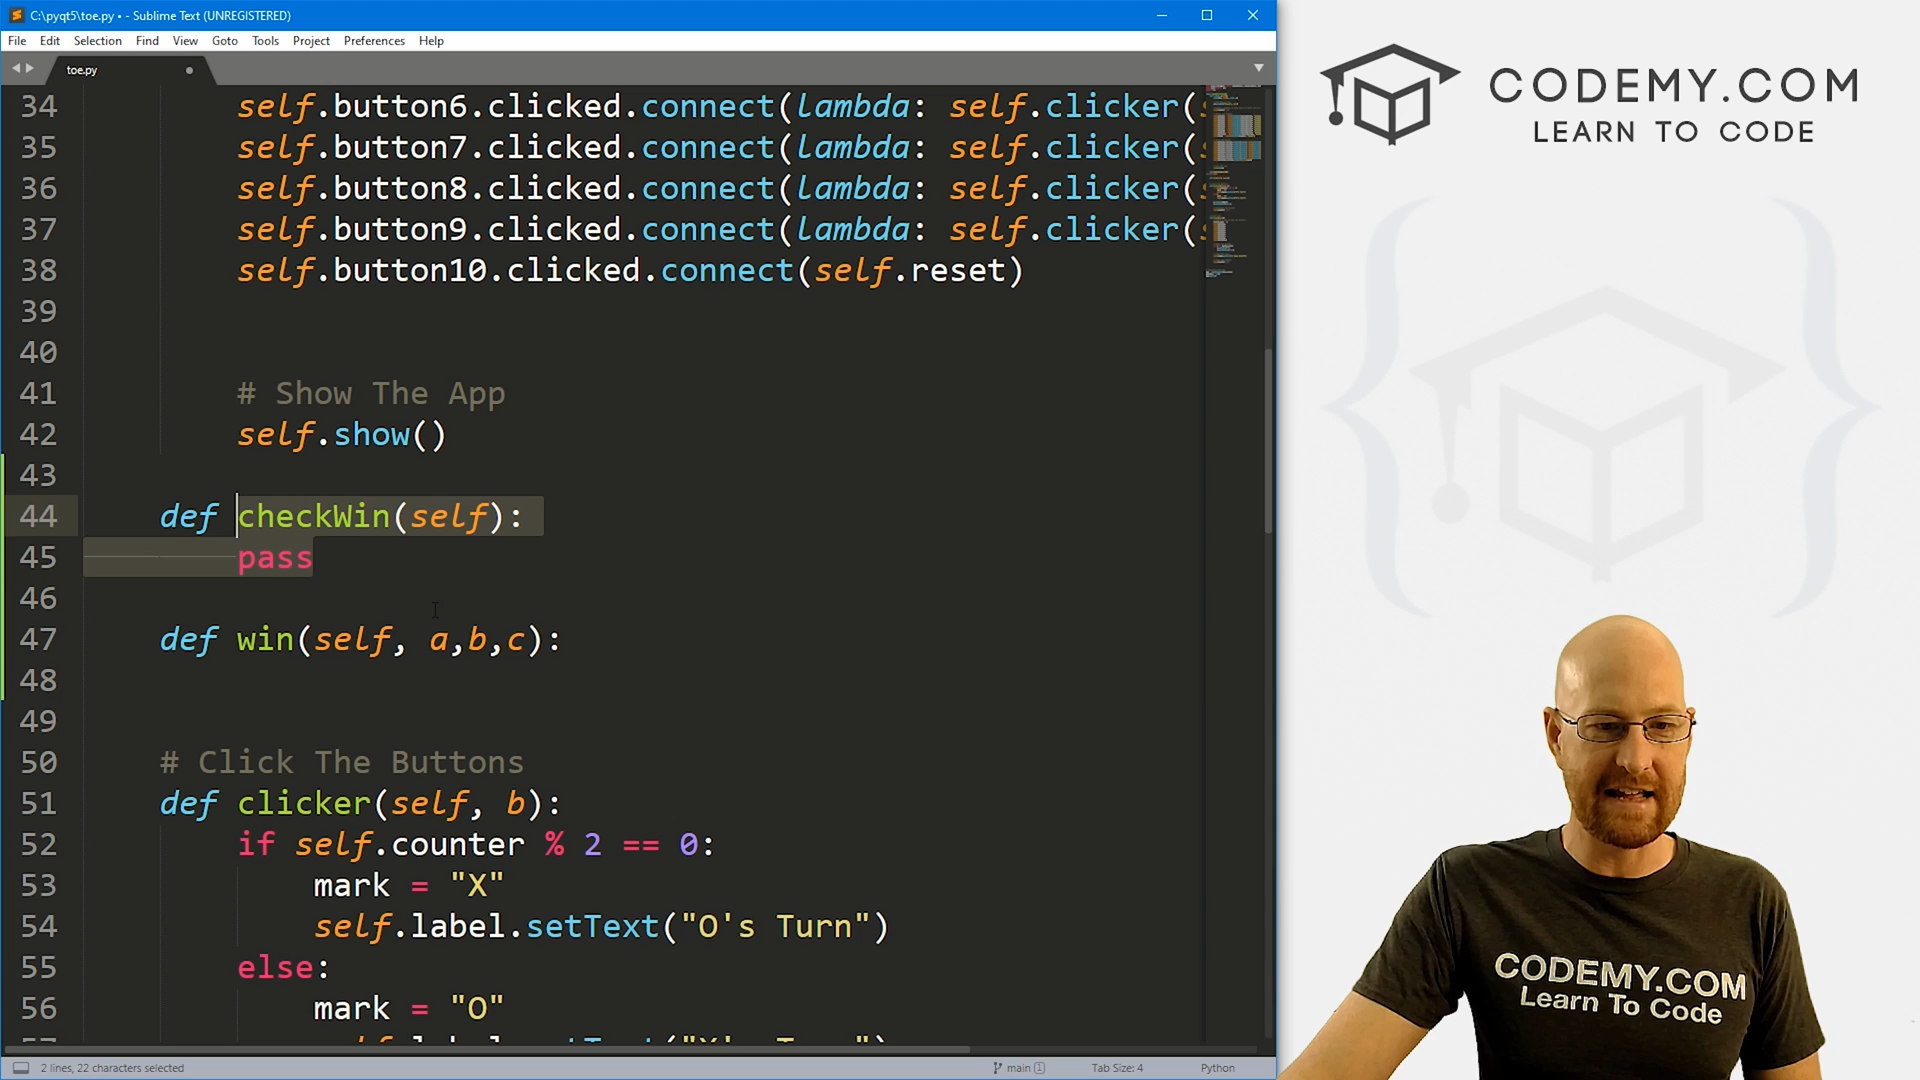 C:\pyqt5\toe.py • - Sublime Text (UNREGISTERED)
File Edit Selection Find View Goto Tools Project Preferences Help
toe.py
34 self.button6.clicked.connect(lambda: self.clicker(
35 self.button7.clicked.connect(lambda: self.clicker(
36 self.button8.clicked.connect(lambda: self.clicker(
37 self.button9.clicked.connect(lambda: self.clicker(
38 self.button10.clicked.connect(self.reset)
39
40
41 # Show The App
42 self.show()
43
44 def checkWin(self):
45 pass
46
47 def win(self, a,b,c):
48
49
50 # Click The Buttons
51 def clicker(self, b):
52 if self.counter % 2 == 0:
53 mark = "X"
54 self.label.setText("O's Turn")
55 else:
56 mark = "O"
2 lines, 22 characters selected
main 1
Tab Size: 4
Python
CODEMY.COM
LEARN TO CODE
CODEMY.COM
Learn To Code